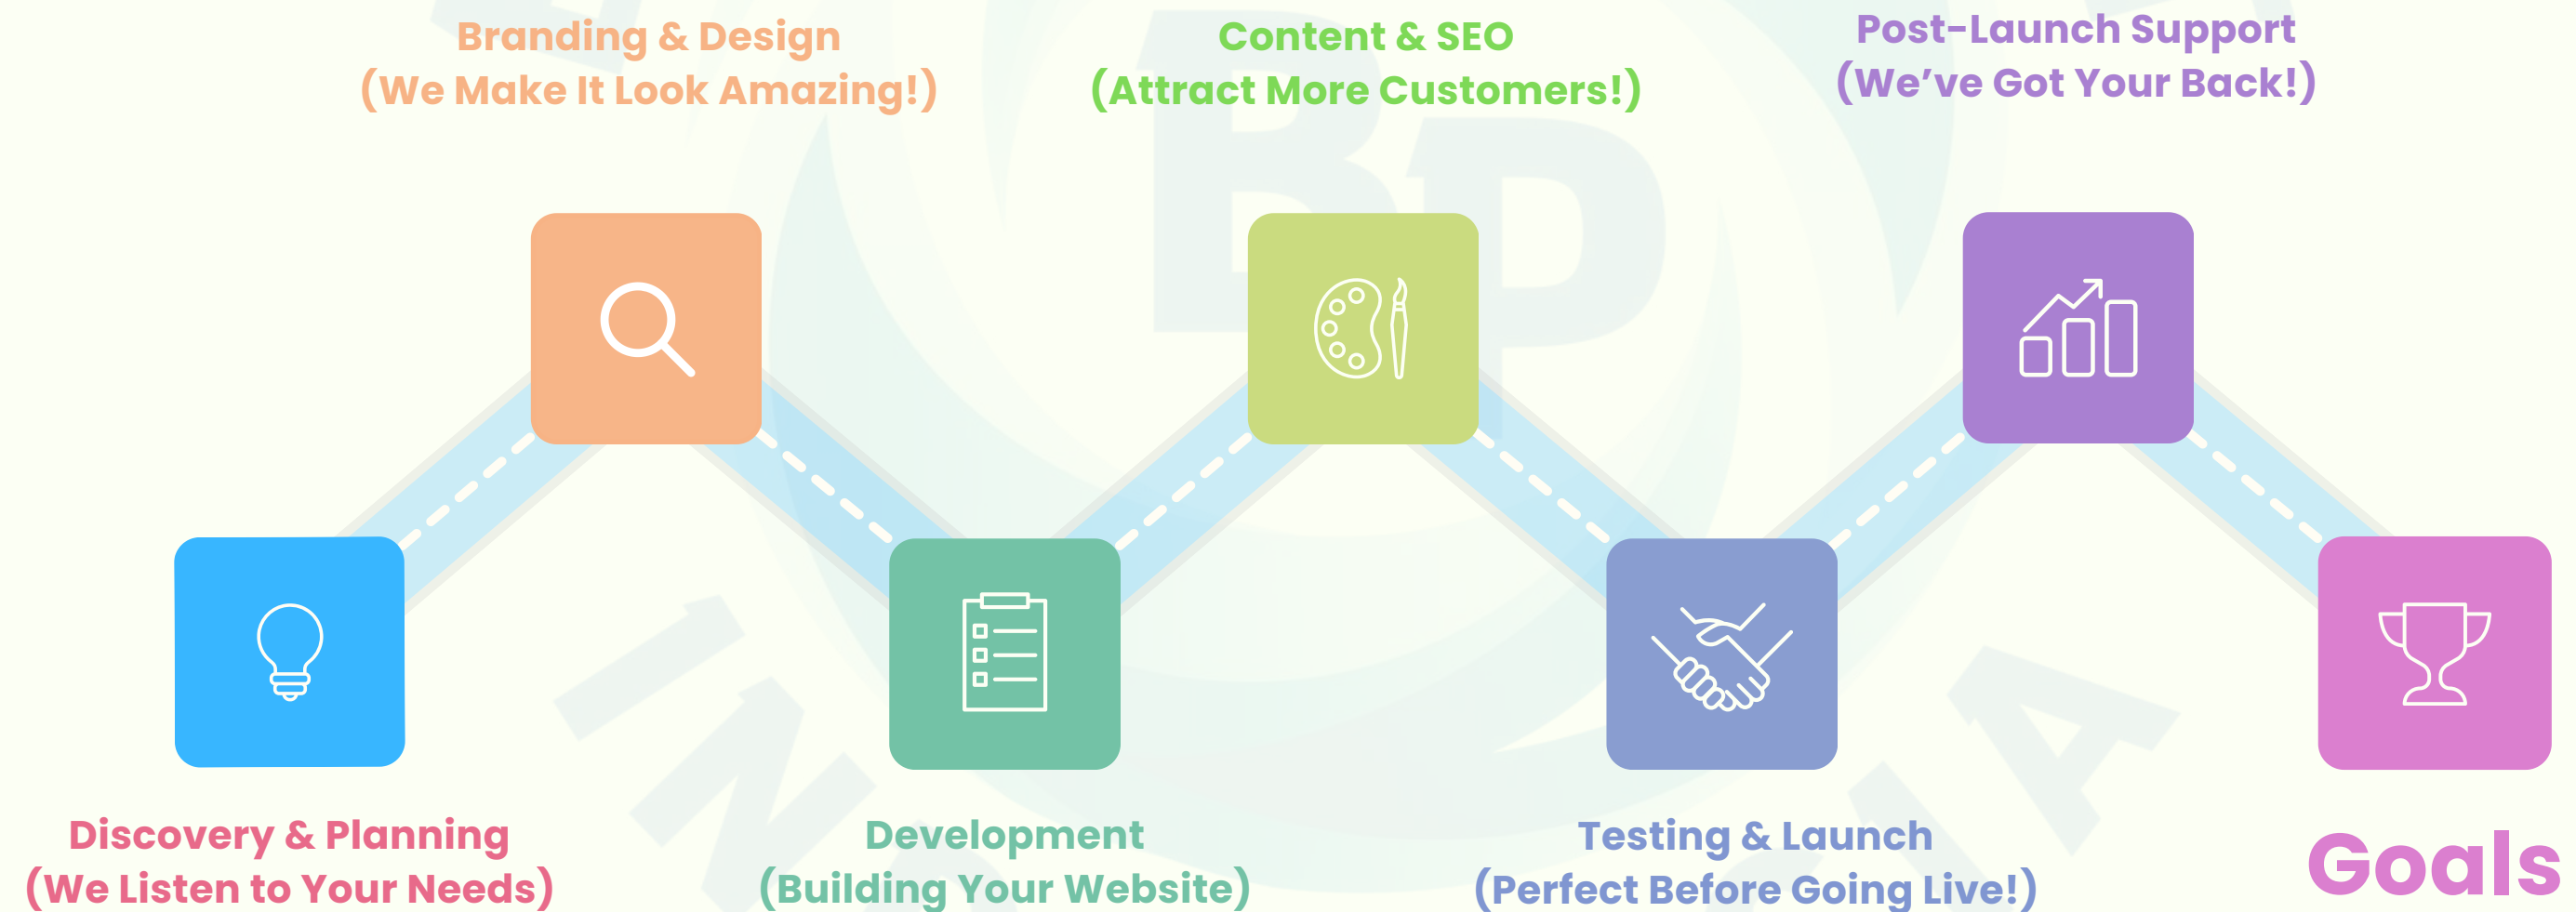 Branding & Design
(We Make It Look Amazing!)
Content & SEO
(Attract More Customers!)
Post-Launch Support
(We’ve Got Your Back!)
BP
Discovery & Planning
(We Listen to Your Needs)
Development
(Building Your Website)
Testing & Launch
(Perfect Before Going Live!)
Goals